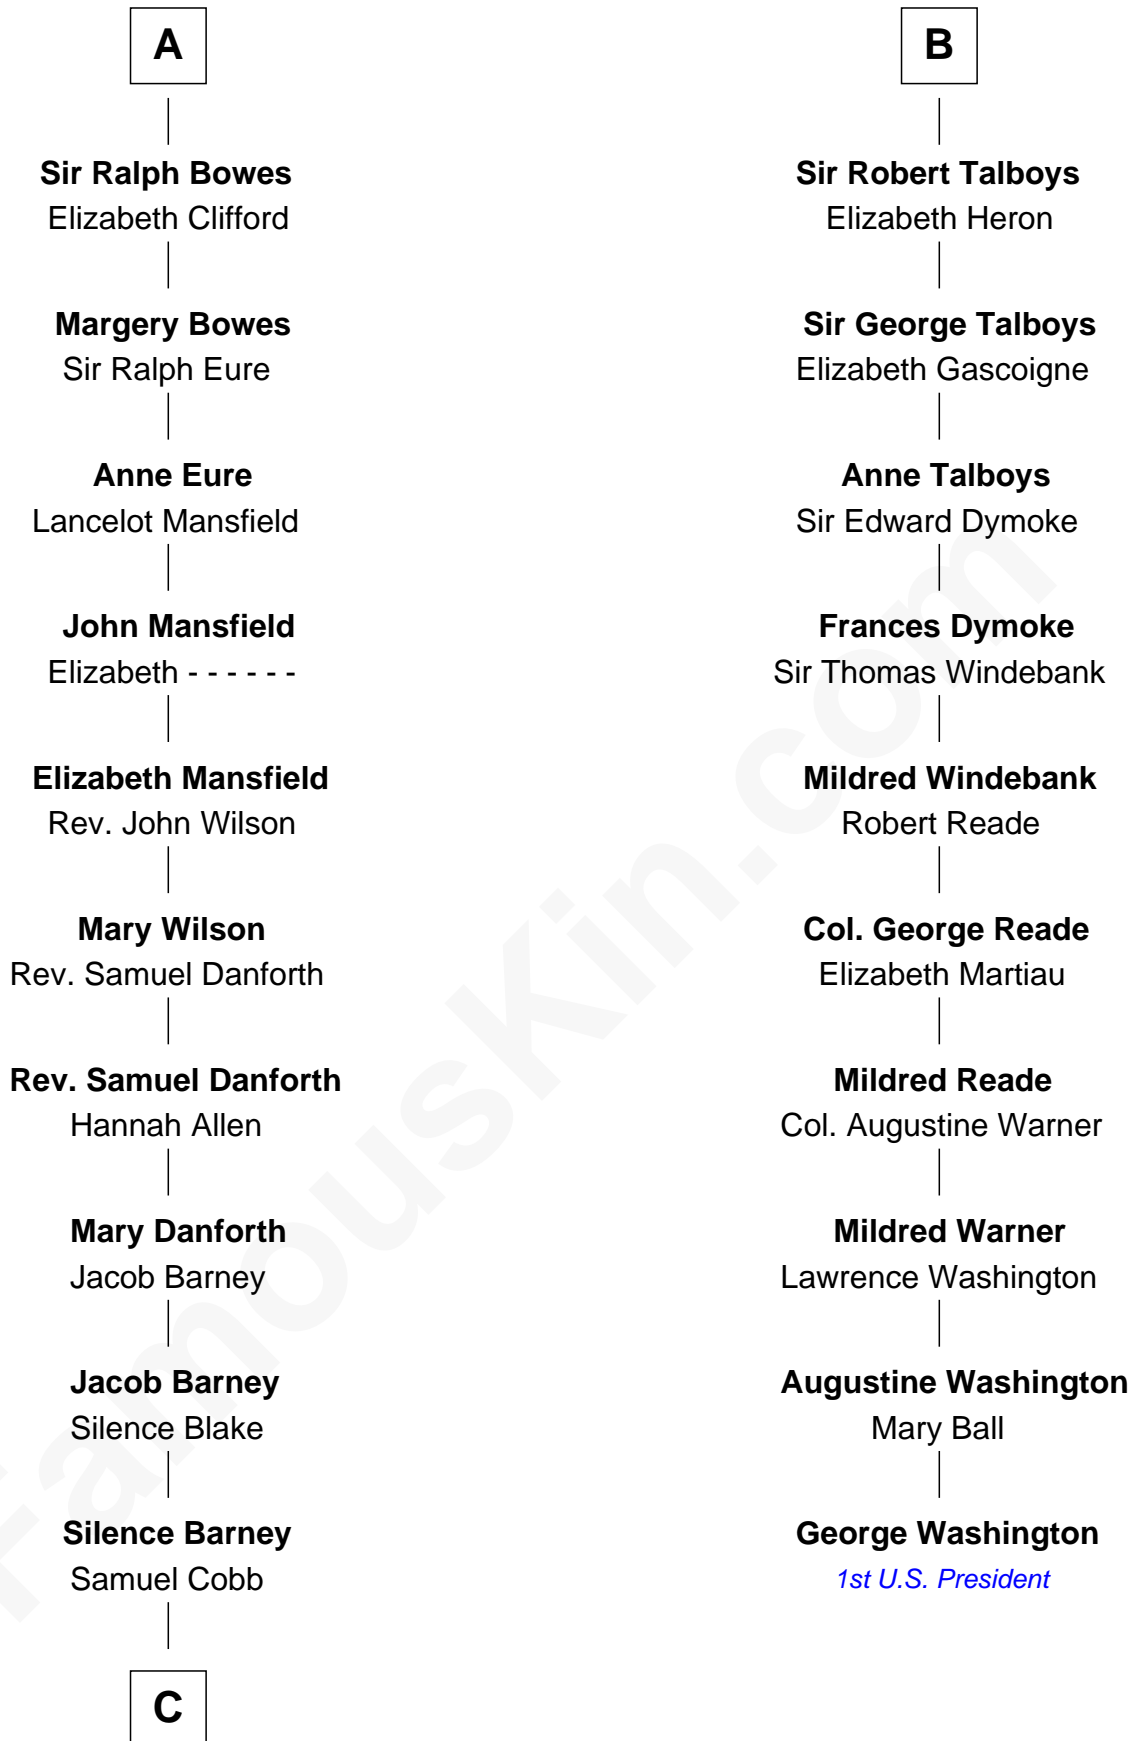 A
Sir Ralph Bowes
Elizabeth Clifford
Margery Bowes
Sir Ralph Eure
Anne Eure
Lancelot Mansfield
John Mansfield
Elizabeth - - - - - -
Elizabeth Mansfield
Rev. John Wilson
Mary Wilson
Rev. Samuel Danforth
Rev. Samuel Danforth
Hannah Allen
Mary Danforth
Jacob Barney
Jacob Barney
Silence Blake
Silence Barney
Samuel Cobb
C
B
Sir Robert Talboys
Elizabeth Heron
Sir George Talboys
Elizabeth Gascoigne
Anne Talboys
Sir Edward Dymoke
Frances Dymoke
Sir Thomas Windebank
Mildred Windebank
Robert Reade
Col. George Reade
Elizabeth Martiau
Mildred Reade
Col. Augustine Warner
Mildred Warner
Lawrence Washington
Augustine Washington
Mary Ball
George Washington
1st U.S. President
FamousKin.com